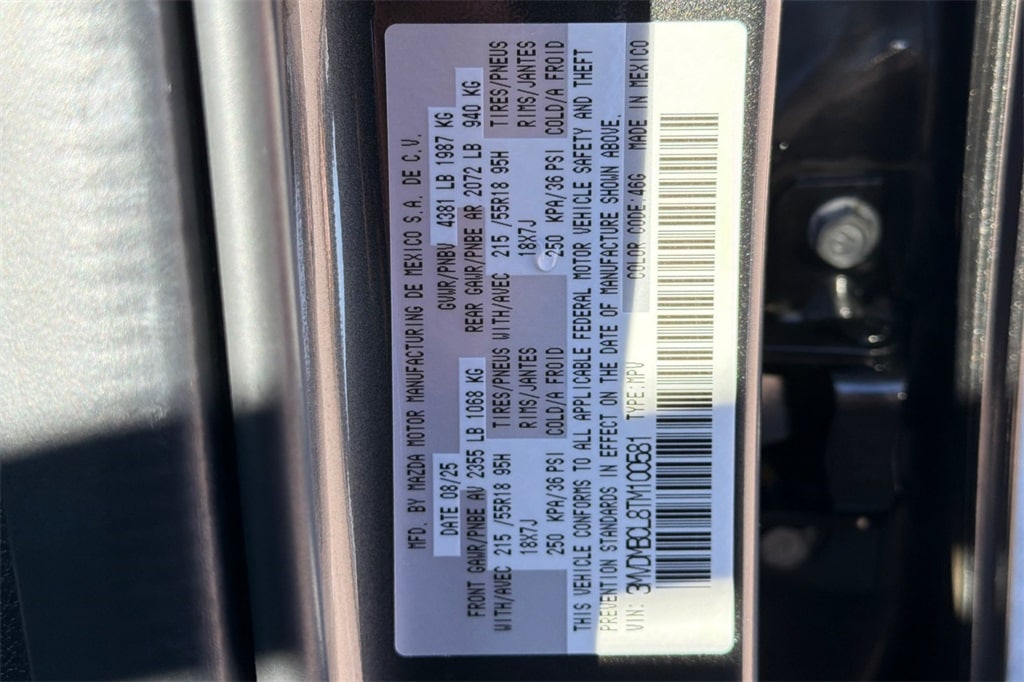 MFD. BY MAZDA MOTOR MANUFACTURING DE MEXICO S.A. DE C.V.
DATE 08/25 GVWR/PNBV 4381 LB 1987 KG
FRONT GAWR/PNBE AV 2355 LB 1068 KG REAR GAWR/PNBE AR 2072 LB 940 KG
WITH/AVEC 215 /55R18 95H TIRES/PNEUS WITH/AVEC 215 /55R18 95H TIRES/PNEUS
18X7J RIMS/JANTES 18X7J RIMS/JANTES
250 KPA/36 PSI COLD/A FROID 250 KPA/36 PSI COLD/A FROID
THIS VEHICLE CONFORMS TO ALL APPLICABLE FEDERAL MOTOR VEHICLE SAFETY AND THEFT
PREVENTION STANDARDS IN EFFECT ON THE DATE OF MANUFACTURE SHOWN ABOVE.
VIN: 3MVDMBCL8TM100581 TYPE:MPV COLOR CODE:46G MADE IN MEXICO